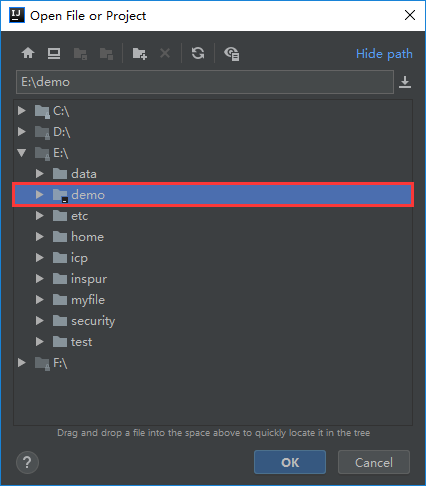 IJ Open File or Project
Hide path
E:\demo
C:\
D:\
E:\
data
demo
etc
home
icp
inspur
myfile
security
test
F:\
Drag and drop a file into the space above to quickly locate it in the tree
? OK Cancel